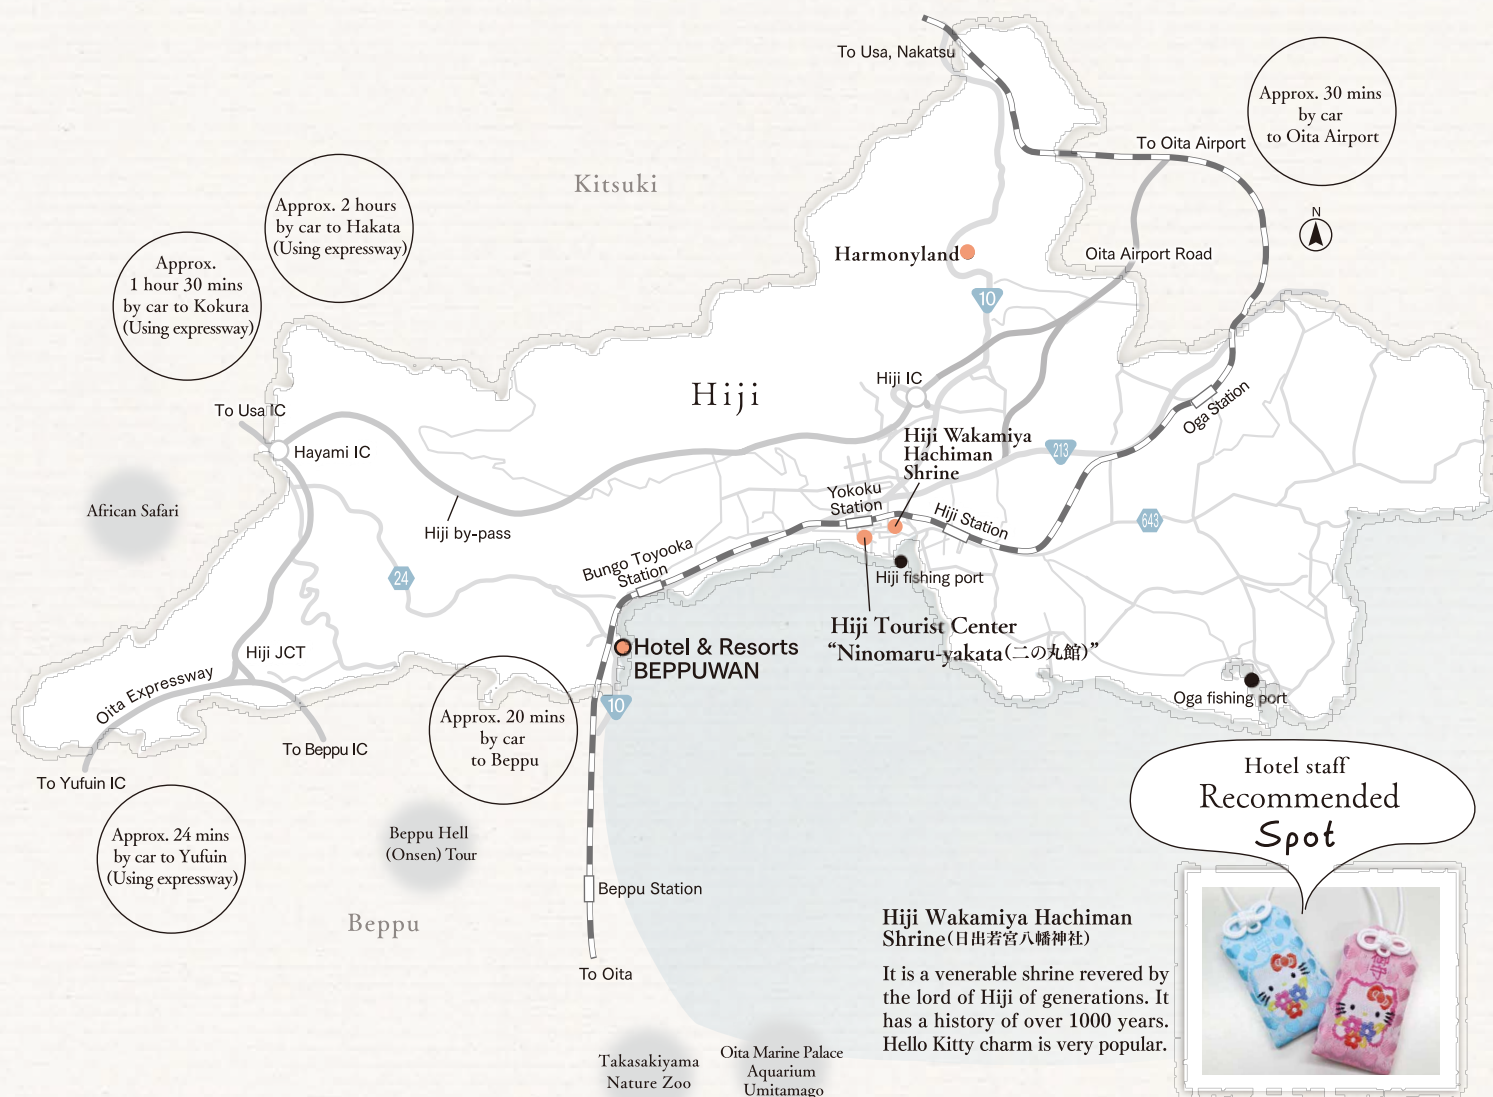 To Usa, Nakatsu
Approx. 30 mins
by car
to Oita Airport
To Oita Airport
Kitsuki
Approx. 2 hours
by car to Hakata
(Using expressway)
N
Harmonyland
Oita Airport Road
Approx.
1 hour 30 mins
by car to Kokura
(Using expressway)
10
Hiji
Hiji IC
Oga Station
To Usa IC
Hayami IC
Hiji Wakamiya
Hachiman
Shrine
213
African Safari
Yokoku
Station
Hiji Station
643
Hiji by-pass
Bungo Toyooka
Station
24
Hiji fishing port
Hiji Tourist Center
“Ninomaru-yakata(二の丸館)”
Hotel & Resorts
BEPPUWAN
Hiji JCT
Oita Expressway
Oga fishing port
10
Approx. 20 mins
by car
to Beppu
To Beppu IC
To Yufuin IC
Hotel staff
Recommended
Spot
Approx. 24 mins
by car to Yufuin
(Using expressway)
Beppu Hell
(Onsen) Tour
Beppu Station
Beppu
To Oita
Hiji Wakamiya Hachiman
Shrine(日出若宮八幡神社)
It is a venerable shrine revered by
the lord of Hiji of generations. It
has a history of over 1000 years.
Hello Kitty charm is very popular.
Takasakiyama
Nature Zoo
Oita Marine Palace
Aquarium
Umitamago